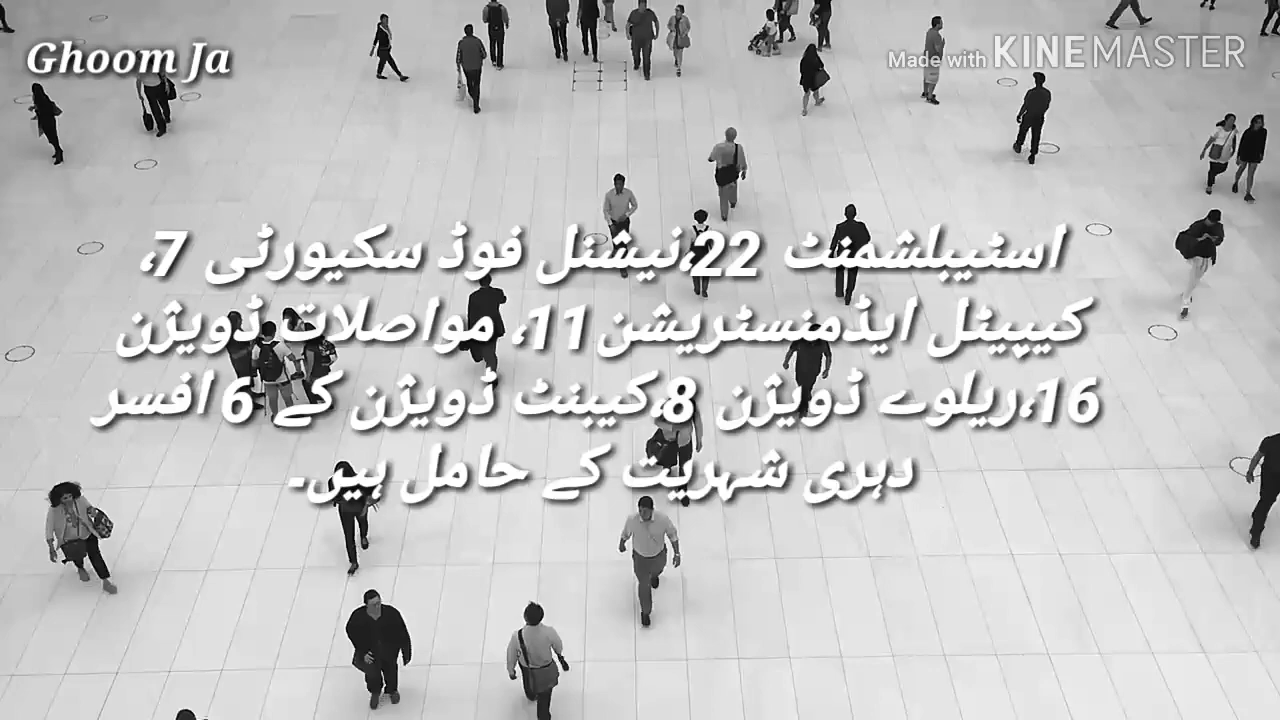 Ghoom Ja
Made with KINEMASTER
اسٹیبلشمنٹ 22،نیشنل فوڈ سکیورٹی 7،
کیپیٹل ایڈمنسٹریشن 11، مواصلات ڈویژن
16،ریلوے ڈویژن 8،کیبنٹ ڈویژن کے 6 افسر
دہری شہریت کے حامل ہیں۔